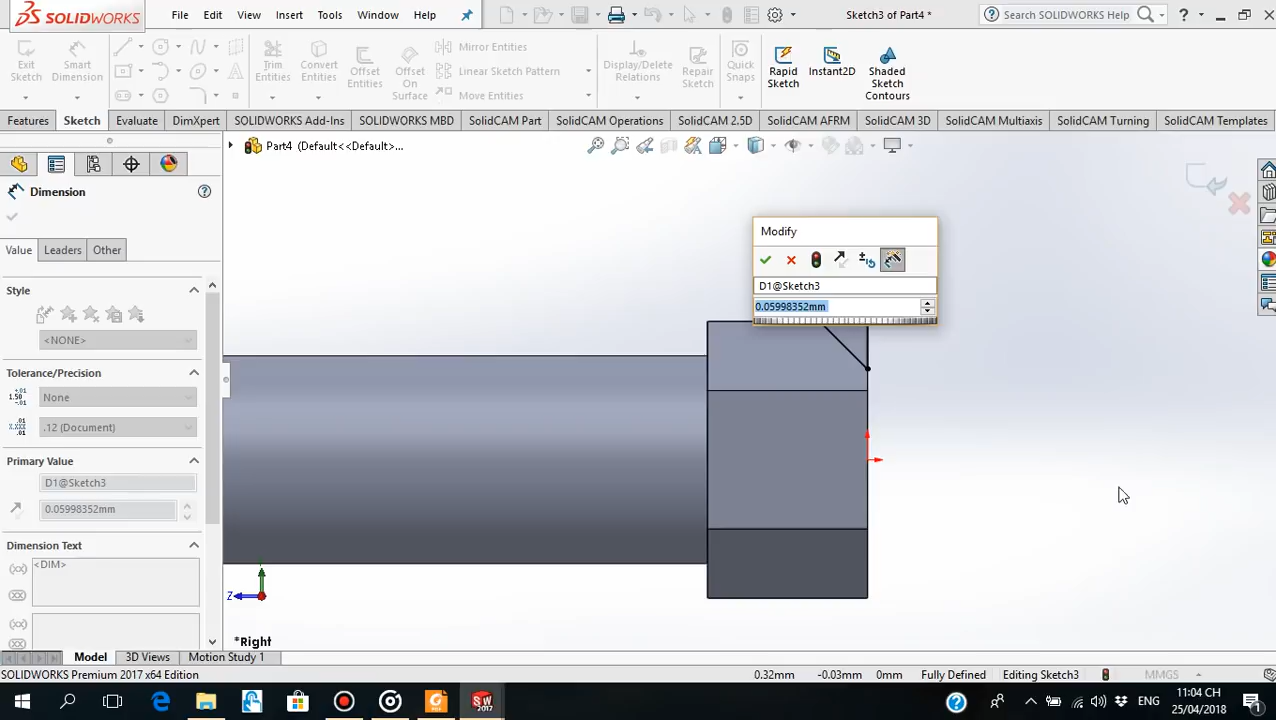 SOLIDWORKS
File Edit View Insert Tools Window Help
Sketch3 of Part4 *
Search SOLIDWORKS Help
?
Exit Sketch
Smart Dimension
Trim Entities
Convert Entities
Offset Entities
Offset On Surface
Mirror Entities
Linear Sketch Pattern
Move Entities
Display/Delete Relations
Repair Sketch
Quick Snaps
Rapid Sketch
Instant2D
Shaded Sketch Contours
Features Sketch Evaluate DimXpert SOLIDWORKS Add-Ins SOLIDWORKS MBD SolidCAM Part SolidCAM Operations SolidCAM 2.5D SolidCAM AFRM SolidCAM 3D SolidCAM Multiaxis SolidCAM Turning SolidCAM Templates
Part4 (Default<<Default>...
Dimension
Value Leaders Other
Style
<NONE>
Tolerance/Precision
None
.12 (Document)
Primary Value
D1@Sketch3
0.05998352mm
Dimension Text
<DIM>
Modify
D1@Sketch3
0.05998352mm
Z
*Right
Model 3D Views Motion Study 1
SOLIDWORKS Premium 2017 x64 Edition
0.32mm -0.03mm 0mm Fully Defined Editing Sketch3 MMGS
ENG
11:04 CH
25/04/2018